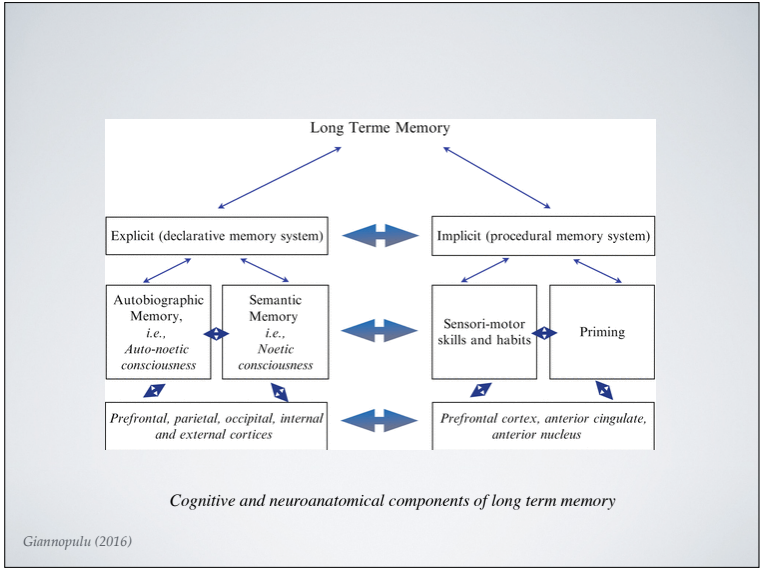 Long Terme Memory
Explicit (declarative memory system)
Implicit (procedural memory system)
Autobiographic
Memory,
i.e.,
Auto-noetic
consciousness
Semantic
Memory
i.e.,
Noetic
consciousness
Sensori-motor
skills and habits
Priming
Prefrontal, parietal, occipital, internal
and external cortices
Prefrontal cortex, anterior cingulate,
anterior nucleus
Cognitive and neuroanatomical components of long term memory
Giannopulu (2016)